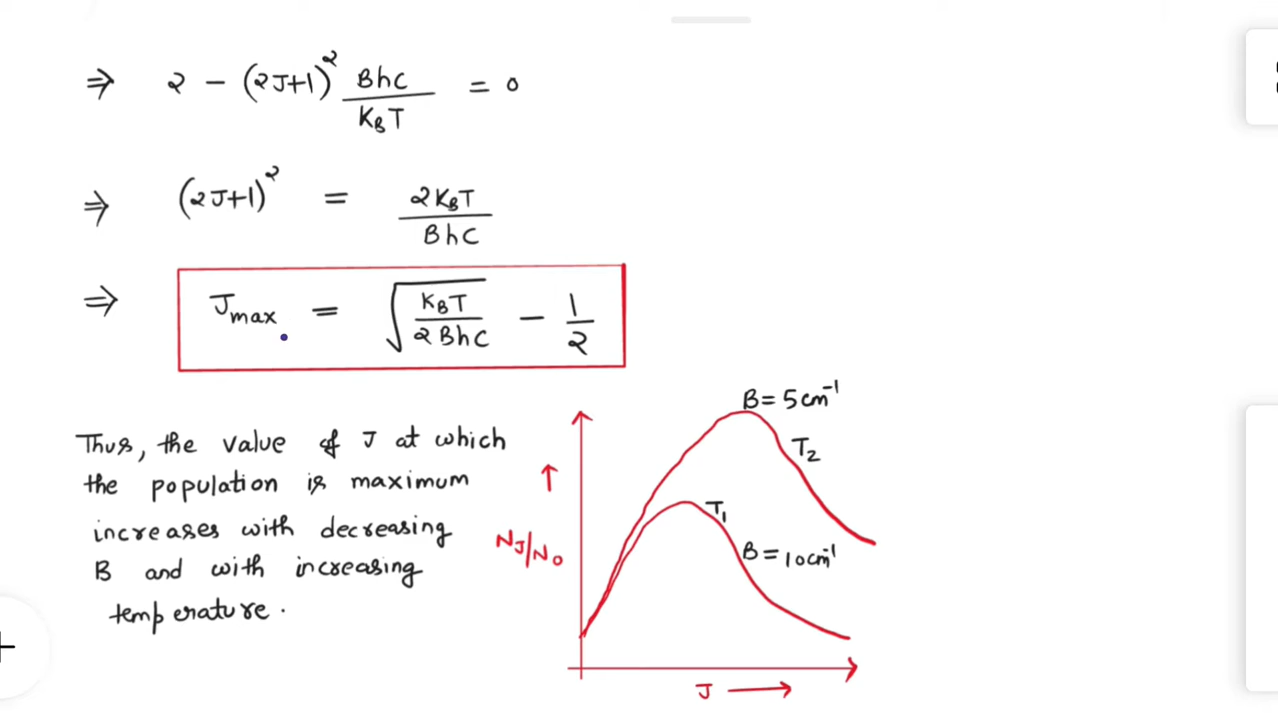 ⇒ 2 - (2J+1)² BhC/K_BT = 0
⇒ (2J+1)² = 2K_BT/BhC
⇒ J_max = √(K_BT/2BhC) - 1/2
Thus, the value of J at which
the population is maximum
increases with decreasing
B and with increasing
temperature.
B = 5cm⁻¹
T₂
T₁
B = 10cm⁻¹
↑
N_J/N_0
J →